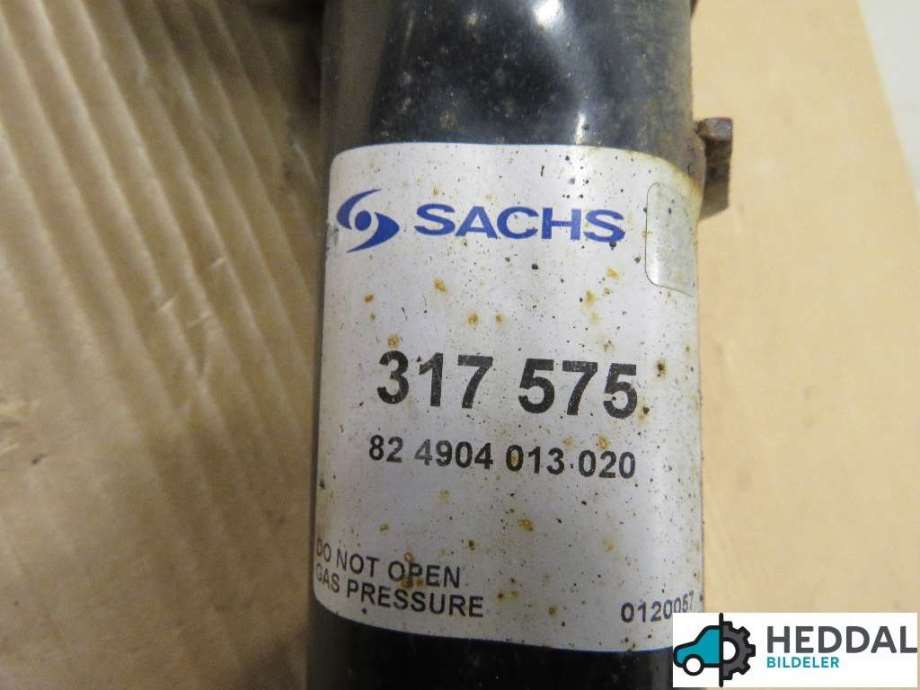 SACHS
317 575
82 4904 013 020
DO NOT OPEN
GAS PRESSURE
0120057
HEDDAL
BILDELER